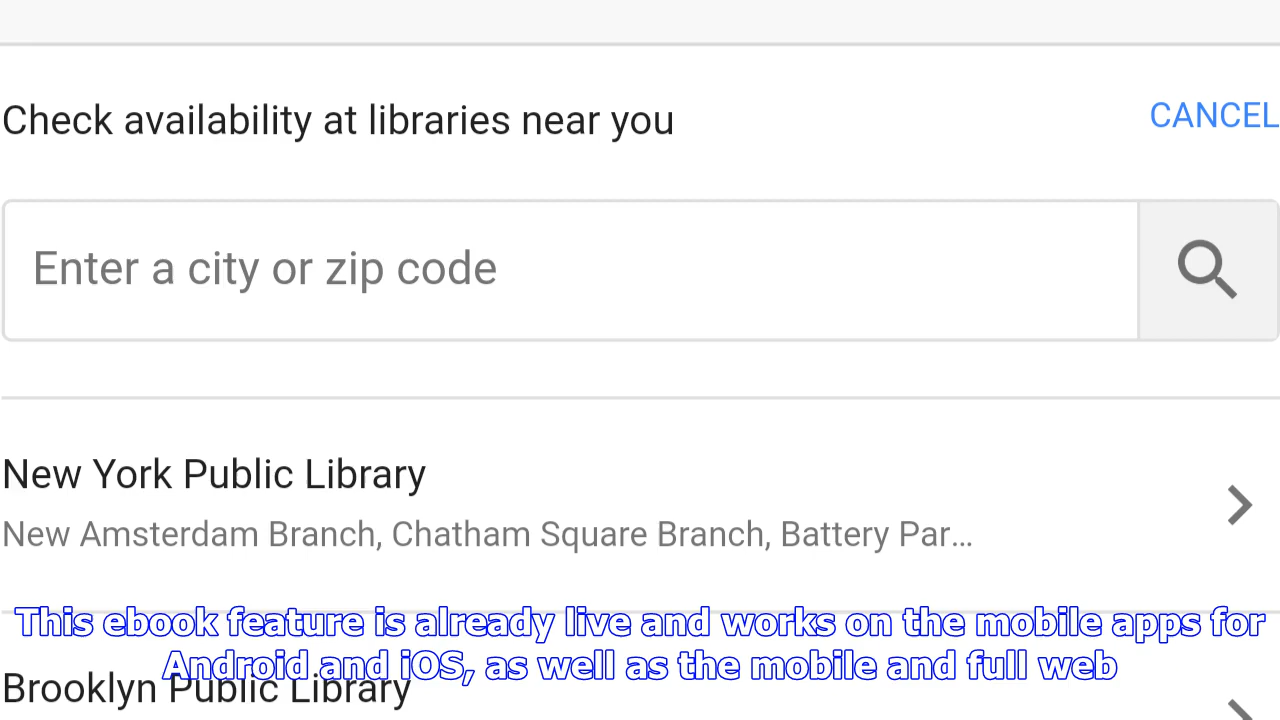 Check availability at libraries near you
CANCEL
Enter a city or zip code
New York Public Library
New Amsterdam Branch, Chatham Square Branch, Battery Par...
This ebook feature is already live and works on the mobile apps for
Android and iOS, as well as the mobile and full web
Brooklyn Public Library